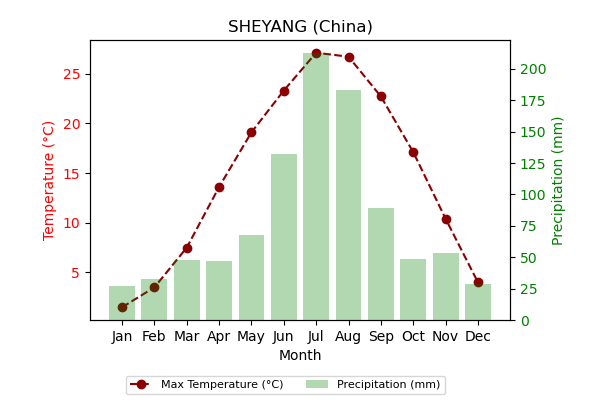 SHEYANG (China)
Temperature (°C)
25
20
15
10
5
200
175
150
125
100
75
50
25
0
Precipitation (mm)
Jan Feb Mar Apr May Jun Jul Aug Sep Oct Nov Dec
Month
Max Temperature (°C) Precipitation (mm)